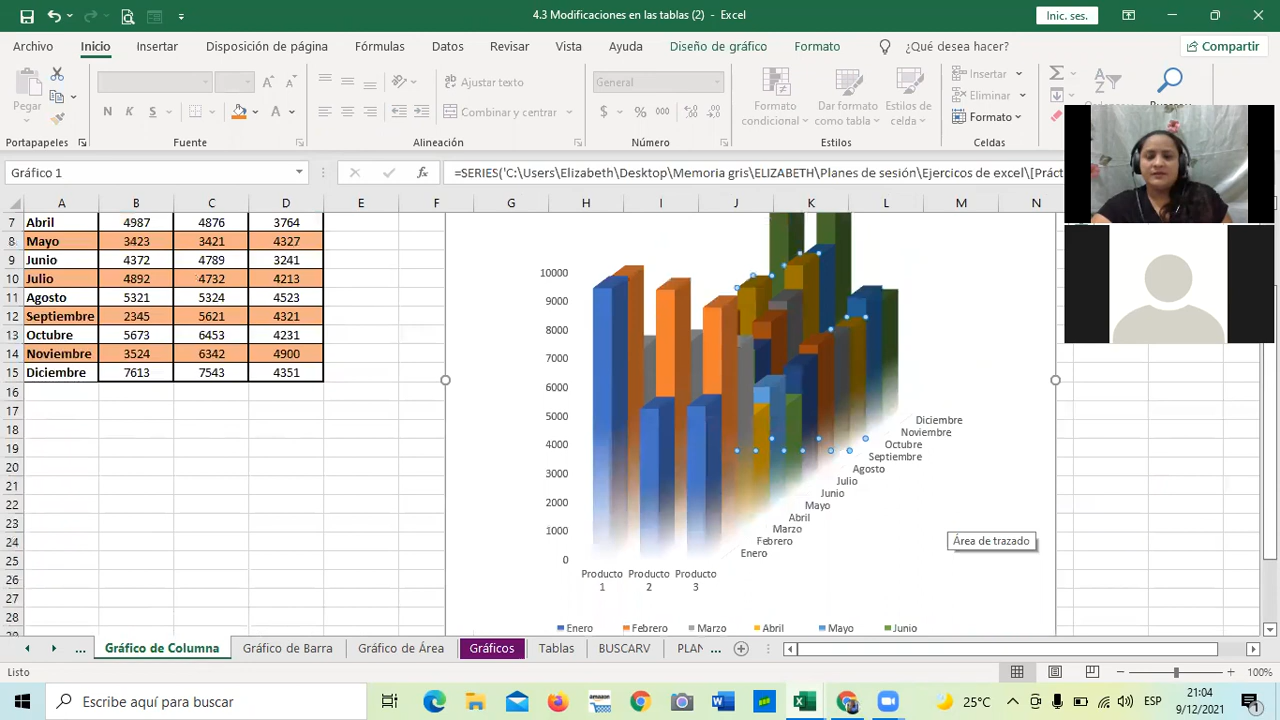 4.3 Modificaciones en las tablas (2) - Excel
Inic. ses.
Archivo Inicio Insertar Disposición de página Fórmulas Datos Revisar Vista Ayuda Diseño de gráfico Formato ¿Qué desea hacer? Compartir
Pegar
N K S
Ajustar texto
Combinar y centrar
General
$ % 000
Formato condicional
Dar formato como tabla
Estilos de celda
Insertar
Eliminar
Formato
Portapapeles Fuente Alineación Número Estilos Celdas
Gráfico 1
fx
=SERIES('C:\Users\Elizabeth\Desktop\Memoria gris\ELIZABETH\Planes de sesión\Ejercicos de excel\[Práct
A B C D E F G H I J K L M N
Abril 4987 4876 3764
8 Mayo 3423 3421 4327
9 Junio 4372 4789 3241
10 Julio 4892 4732 4213
11 Agosto 5321 5324 4523
12 Septiembre 2345 5621 4321
13 Octubre 5673 6453 4231
14 Noviembre 3524 6342 4900
15 Diciembre 7613 7543 4351
16
17
18
19
20
21
22
23
24
25
26
27
28
10000
9000
8000
7000
6000
5000
4000
3000
2000
1000
0
Diciembre
Noviembre
Octubre
Septiembre
Agosto
Julio
Junio
Mayo
Abril
Marzo
Febrero
Enero
Área de trazado
Producto 1
Producto 2
Producto 3
Enero Febrero Marzo Abril Mayo Junio
... Gráfico de Columna Gráfico de Barra Gráfico de Área Gráficos Tablas BUSCARV PLAN ...
Listo
100%
Escribe aquí para buscar
25°C
ESP
21:04
9/12/2021